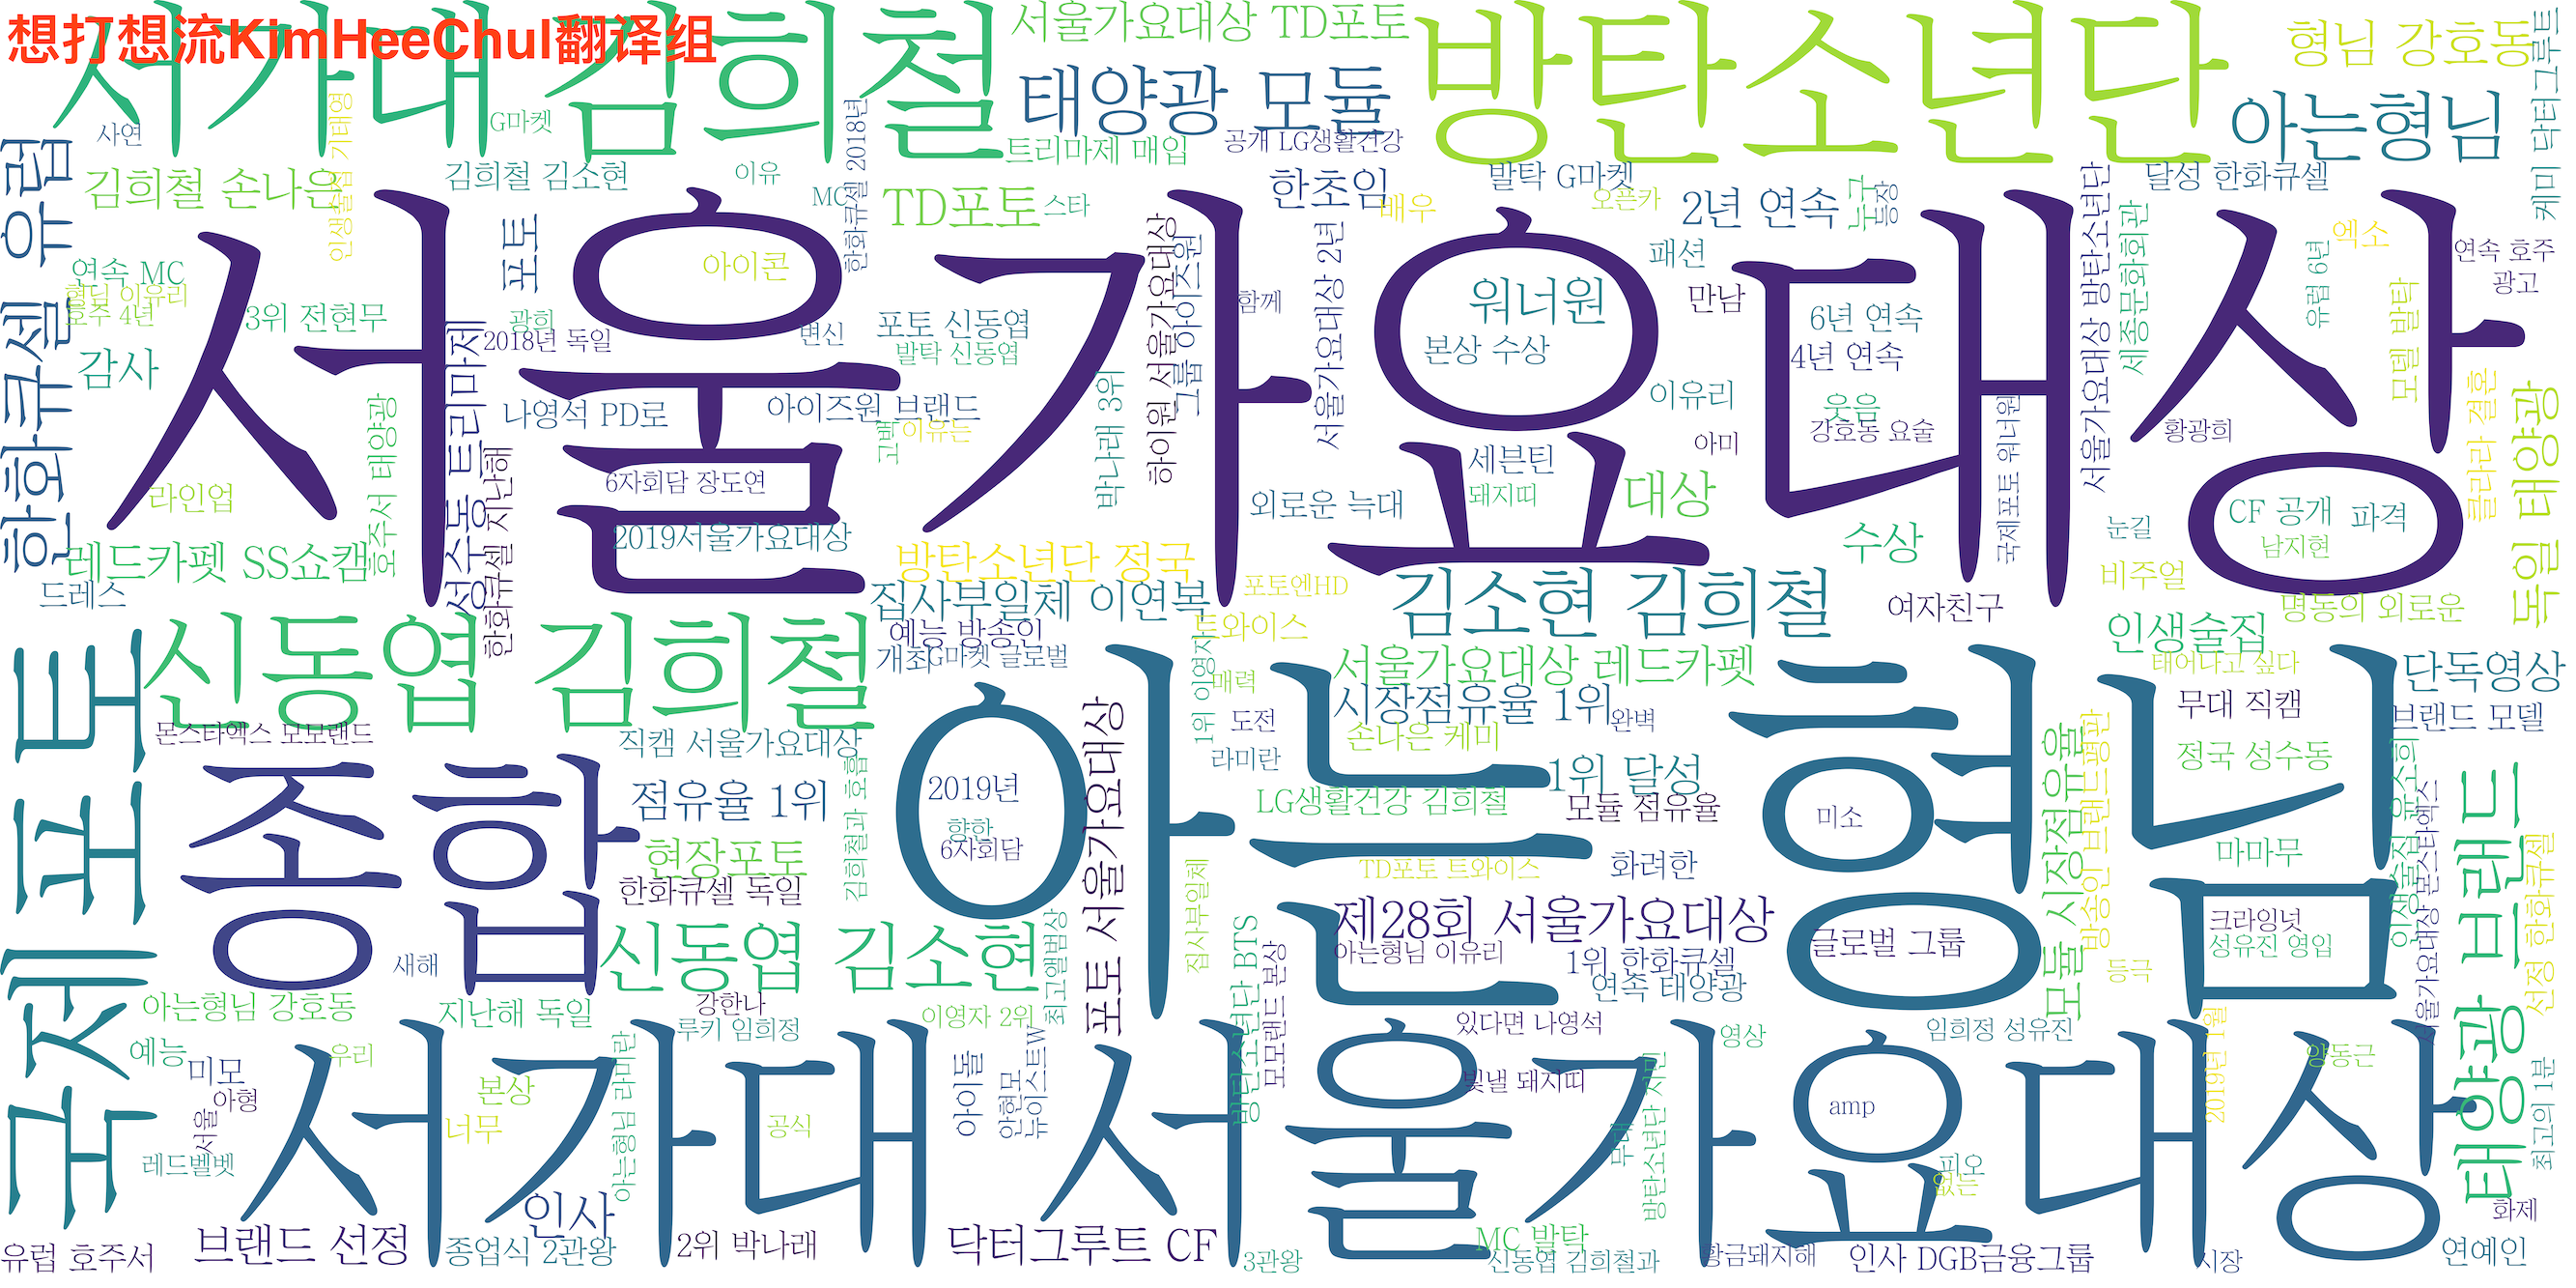 想打想流KimHeeChul翻译组
서가대 김희철
서울가요대상 TD포토
방탄소년단
형님 강호동
닥터그루트
사연
인생술집 기태영
G마켓
태양광 모듈
아는형님
트리마제 매입
공개 LG생활건강
한화큐셀 유럽
김희철 손나은
김희철 김소현
이유
MC
한화큐셀 2018년
TD포토
스타
한초임
배우
발탁 G마켓
오픈카
2년 연속
누구
등장
달성 한화큐셀
케미 닥터그루트
서울가요대상
포토
아이콘
연속 MC
형님 이유리
호주 4년
3위 전현무
감사
2018년 독일
광희
변신
포토 신동엽
발탁 신동엽
함께
하이원 서울가요대상
그룹 아이즈원
서울가요대상 2년
워너원
본상 수상
패션
만남
6년 연속
4년 연속
서울가요대상 방탄소년단
세종문화회관
유럽 6년
엑소
연속 호주
광고
모델 발탁
성수동 트리마제
나영석 PD로
아이즈원 브랜드
고백
이유는
박나래 3위
이유리
웃음
강호동 요술
아미
황광희
클라라 결혼
독일 태양광
호주서 태양광
라인업
한화큐셀 지난해
6자회담 장도연
2019서울가요대상
세븐틴
돼지띠
외로운 늑대
대상
수상
국제포토 워너원
눈길
CF 공개
파격
남지현
레드카펫 SS쇼캠
드레스
방탄소년단 정국
집사부일체 이연복
포토엔HD
김소현 김희철
여자친구
비주얼
명동의 외로운
인생술집
신동엽 김희철
예능 방송인
개최
G마켓 글로벌
트와이스
1위 이영자
매력
서울가요대상 레드카펫
태어나고 싶다
단독영상
국제포토
몬스타엑스 모모랜드
직캠 서울가요대상
아는형님
시장점유율 1위
완벽
도전
손나은 케미
라미란
무대 직캠
브랜드 모델
정국 성수동
종합
점유율 1위
김희철과 호흡
2019년
향한
6자회담
포토 서울가요대상
1위 달성
LG생활건강 김희철
모듈 점유율
미소
모듈 시장점유율
방송인 브랜드평판
마마무
인생술집 윤소희
서울가요대상 몬스타엑스
태양광 브랜드
선정 한화큐셀
현장포토
한화큐셀 독일
TD포토 트와이스
화려한
신동엽 김소현
최고앨범상
집사부일체
제28회 서울가요대상
아는형님 이유리
글로벌 그룹
크라잉넛
성유진 영입
1위 한화큐셀
연속 태양광
등극
새해
아는형님 강호동
지난해 독일
강한나
루키 임희정
이영자 2위
방탄소년단 BTS
모모랜드 본상
있다면 나영석
영상
임희정 성유진
2019년 1월
양동근
예능
우리
미모
아형
서울
레드벨벳
서가대 서울가요대상
본상
너무
아는형님 라미란
공식
아이돌
안현모
뉴이스트W
빛낼 돼지띠
무대
방탄소년단 지민
amp
피오
없는
최고의 1분
화제
유럽 호주서
브랜드 선정
인사
종업식 2관왕
2위 박나래
닥터그루트 CF
3관왕
MC 발탁
신동엽 김희철과
황금돼지해
인사 DGB금융그룹
시장
연예인